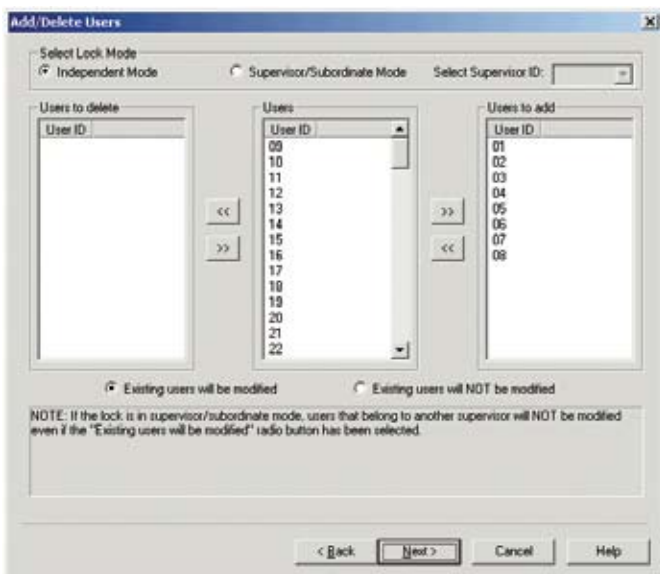 Add/Delete Users
Select Lock Mode
Independent Mode
Supervisor/Subordinate Mode
Select Supervisor ID:
Users to delete
User ID
<<
>>
Users
User ID
09
10
11
12
13
14
15
16
17
18
19
20
21
22
>>
<<
Users to add
User ID
01
02
03
04
05
06
07
08
Existing users will be modified
Existing users will NOT be modified
NOTE: If the lock is in supervisor/subordinate mode, users that belong to another supervisor will NOT be modified
even if the "Existing users will be modified" radio button has been selected.
< Back
Next >
Cancel
Help